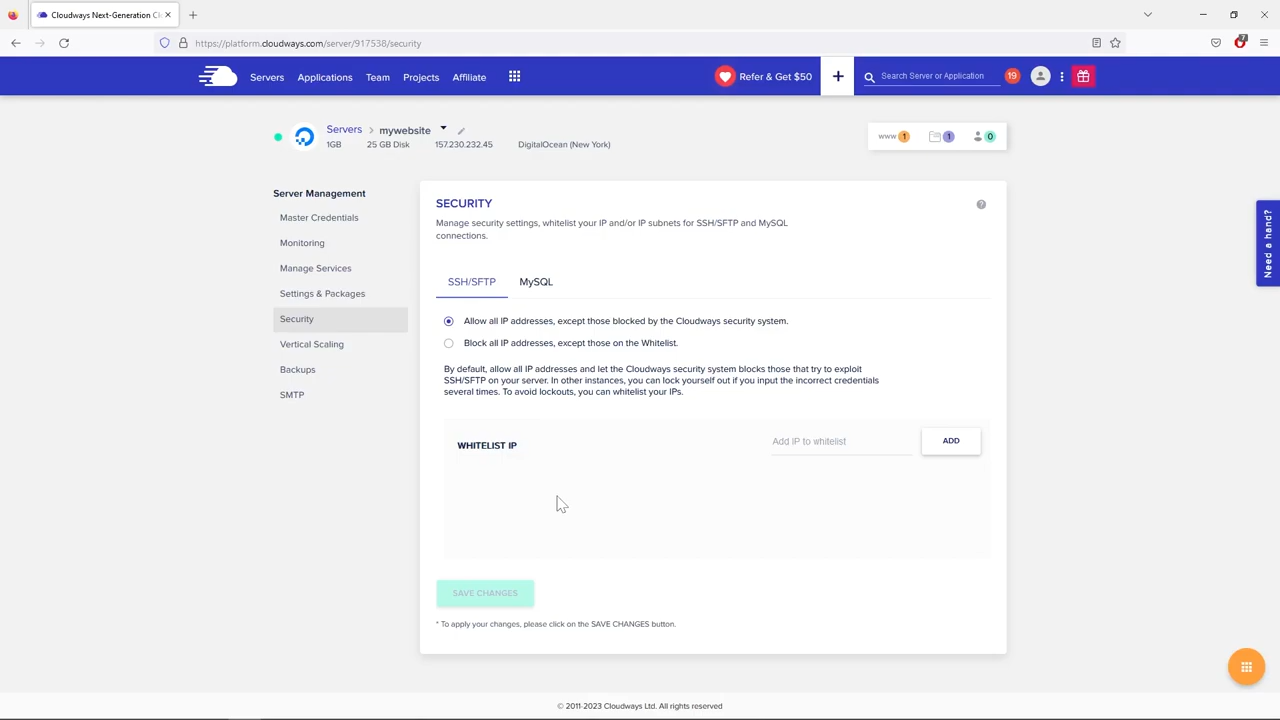 Cloudways Next-Generation Cl
https://platform.cloudways.com/server/917538/security
7
Servers Applications Team Projects Affiliate
Refer & Get $50
+
Search Server or Application
19
Servers > mywebsite
1GB 25 GB Disk 157.230.232.45 DigitalOcean (New York)
www 1 1 0
Server Management
Master Credentials
Monitoring
Manage Services
Settings & Packages
Security
Vertical Scaling
Backups
SMTP
SECURITY
?
Manage security settings, whitelist your IP and/or IP subnets for SSH/SFTP and MySQL
connections.
SSH/SFTP MySQL
Allow all IP addresses, except those blocked by the Cloudways security system.
Block all IP addresses, except those on the Whitelist.
By default, allow all IP addresses and let the Cloudways security system blocks those that try to exploit
SSH/SFTP on your server. In other instances, you can lock yourself out if you input the incorrect credentials
several times. To avoid lockouts, you can whitelist your IPs.
WHITELIST IP
Add IP to whitelist
ADD
SAVE CHANGES
* To apply your changes, please click on the SAVE CHANGES button.
Need a hand?
© 2011-2023 Cloudways Ltd. All rights reserved